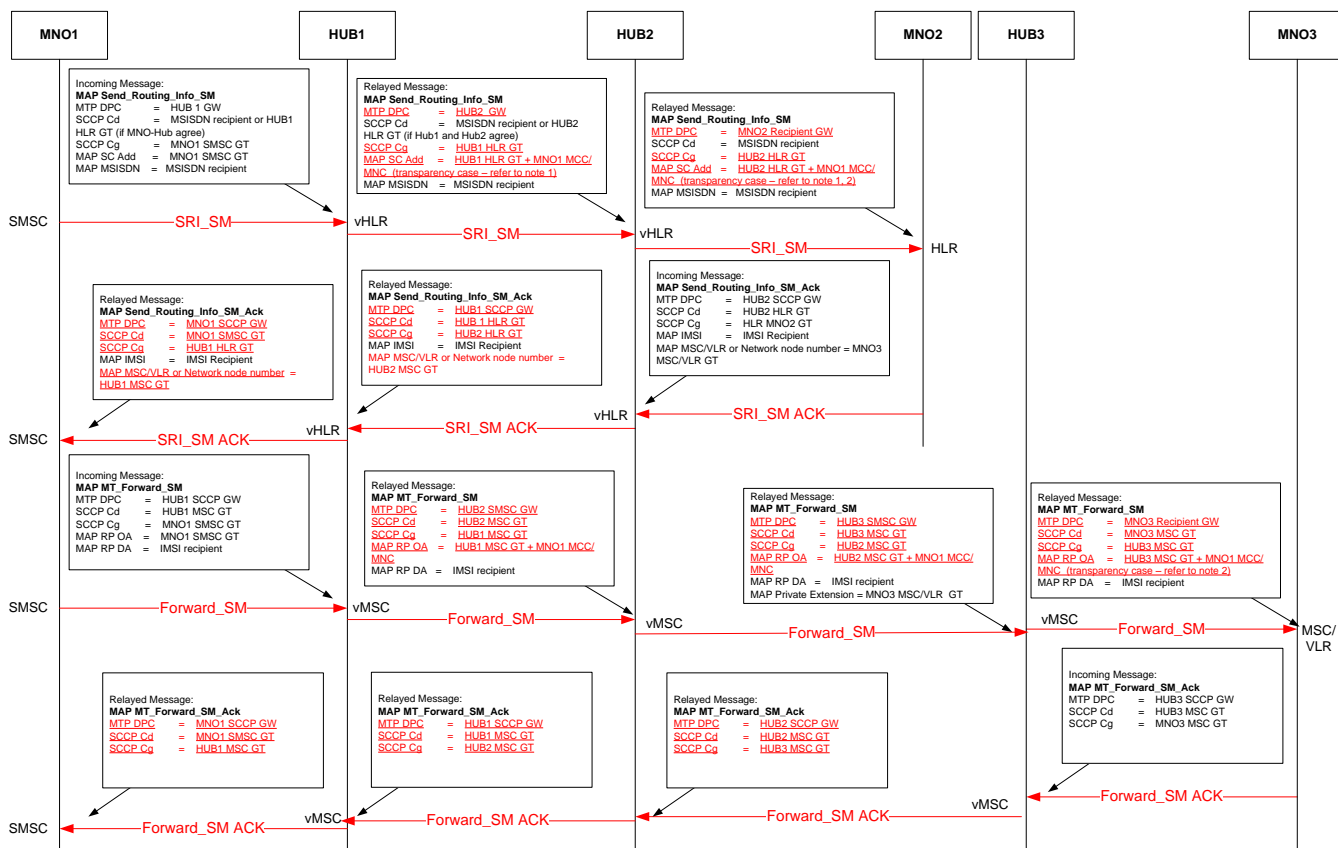 MNO1
HUB1
HUB2
MNO2
HUB3
MNO3
Incoming Message:
MAP Send_Routing_Info_SM
MTP DPC = HUB 1 GW
SCCP Cd = MSISDN recipient or HUB1
HLR GT (if MNO-Hub agree)
SCCP Cg = MNO1 SMSC GT
MAP SC Add = MNO1 SMSC GT
MAP MSISDN = MSISDN recipient
Relayed Message:
MAP Send_Routing_Info_SM
MTP DPC = HUB2 GW
SCCP Cd = MSISDN recipient or HUB2
HLR GT (if Hub1 and Hub2 agree)
SCCP Cg = HUB1 HLR GT
MAP SC Add = HUB1 HLR GT + MNO1 MCC/
MNC (transparency case – refer to note 1)
MAP MSISDN = MSISDN recipient
Relayed Message:
MAP Send_Routing_Info_SM
MTP DPC = MNO2 Recipient GW
SCCP Cd = MSISDN recipient
SCCP Cg = HUB2 HLR GT
MAP SC Add = HUB2 HLR GT + MNO1 MCC/
MNC (transparency case – refer to note 1, 2)
MAP MSISDN = MSISDN recipient
SMSC
SRI_SM
vHLR
SRI_SM
vHLR
SRI_SM
HLR
Relayed Message:
MAP Send_Routing_Info_SM_Ack
MTP DPC = MNO1 SCCP GW
SCCP Cd = MNO1 SMSC GT
SCCP Cg = HUB1 HLR GT
MAP IMSI = IMSI Recipient
MAP MSC/VLR or Network node number =
HUB1 MSC GT
Relayed Message:
MAP Send_Routing_Info_SM_Ack
MTP DPC = HUB1 SCCP GW
SCCP Cd = HUB 1 HLR GT
SCCP Cg = HUB2 HLR GT
MAP IMSI = IMSI Recipient
MAP MSC/VLR or Network node number =
HUB2 MSC GT
Incoming Message:
MAP Send_Routing_Info_SM_Ack
MTP DPC = HUB2 SCCP GW
SCCP Cd = HUB2 HLR GT
SCCP Cg = HLR MNO2 GT
MAP IMSI = IMSI Recipient
MAP MSC/VLR or Network node number = MNO3
MSC/VLR GT
SMSC
SRI_SM ACK
vHLR
SRI_SM ACK
vHLR
SRI_SM ACK
Incoming Message:
MAP MT_Forward_SM
MTP DPC = HUB1 SCCP GW
SCCP Cd = HUB1 MSC GT
SCCP Cg = MNO1 SMSC GT
MAP RP OA = MNO1 SMSC GT
MAP RP DA = IMSI recipient
Relayed Message:
MAP MT_Forward_SM
MTP DPC = HUB2 SMSC GW
SCCP Cd = HUB2 MSC GT
SCCP Cg = HUB1 MSC GT
MAP RP OA = HUB1 MSC GT + MNO1 MCC/
MNC
MAP RP DA = IMSI recipient
Relayed Message:
MAP MT_Forward_SM
MTP DPC = HUB3 SMSC GW
SCCP Cd = HUB3 MSC GT
SCCP Cg = HUB2 MSC GT
MAP RP OA = HUB2 MSC GT + MNO1 MCC/
MNC
MAP RP DA = IMSI recipient
MAP Private Extension = MNO3 MSC/VLR GT
Relayed Message:
MAP MT_Forward_SM
MTP DPC = MNO3 Recipient GW
SCCP Cd = MNO3 MSC GT
SCCP Cg = HUB3 MSC GT
MAP RP OA = HUB3 MSC GT + MNO1 MCC/
MNC (transparency case – refer to note 2)
MAP RP DA = IMSI recipient
SMSC
Forward_SM
vMSC
Forward_SM
vMSC
Forward_SM
vMSC
Forward_SM
MSC/
VLR
Relayed Message:
MAP MT_Forward_SM_Ack
MTP DPC = MNO1 SCCP GW
SCCP Cd = MNO1 SMSC GT
SCCP Cg = HUB1 MSC GT
Relayed Message:
MAP MT_Forward_SM_Ack
MTP DPC = HUB1 SCCP GW
SCCP Cd = HUB1 MSC GT
SCCP Cg = HUB2 MSC GT
Relayed Message:
MAP MT_Forward_SM_Ack
MTP DPC = HUB2 SCCP GW
SCCP Cd = HUB2 MSC GT
SCCP Cg = HUB3 MSC GT
Incoming Message:
MAP MT_Forward_SM_Ack
MTP DPC = HUB3 SCCP GW
SCCP Cd = HUB3 MSC GT
SCCP Cg = MNO3 MSC GT
SMSC
Forward_SM ACK
vMSC
Forward_SM ACK
Forward_SM ACK
vMSC
Forward_SM ACK